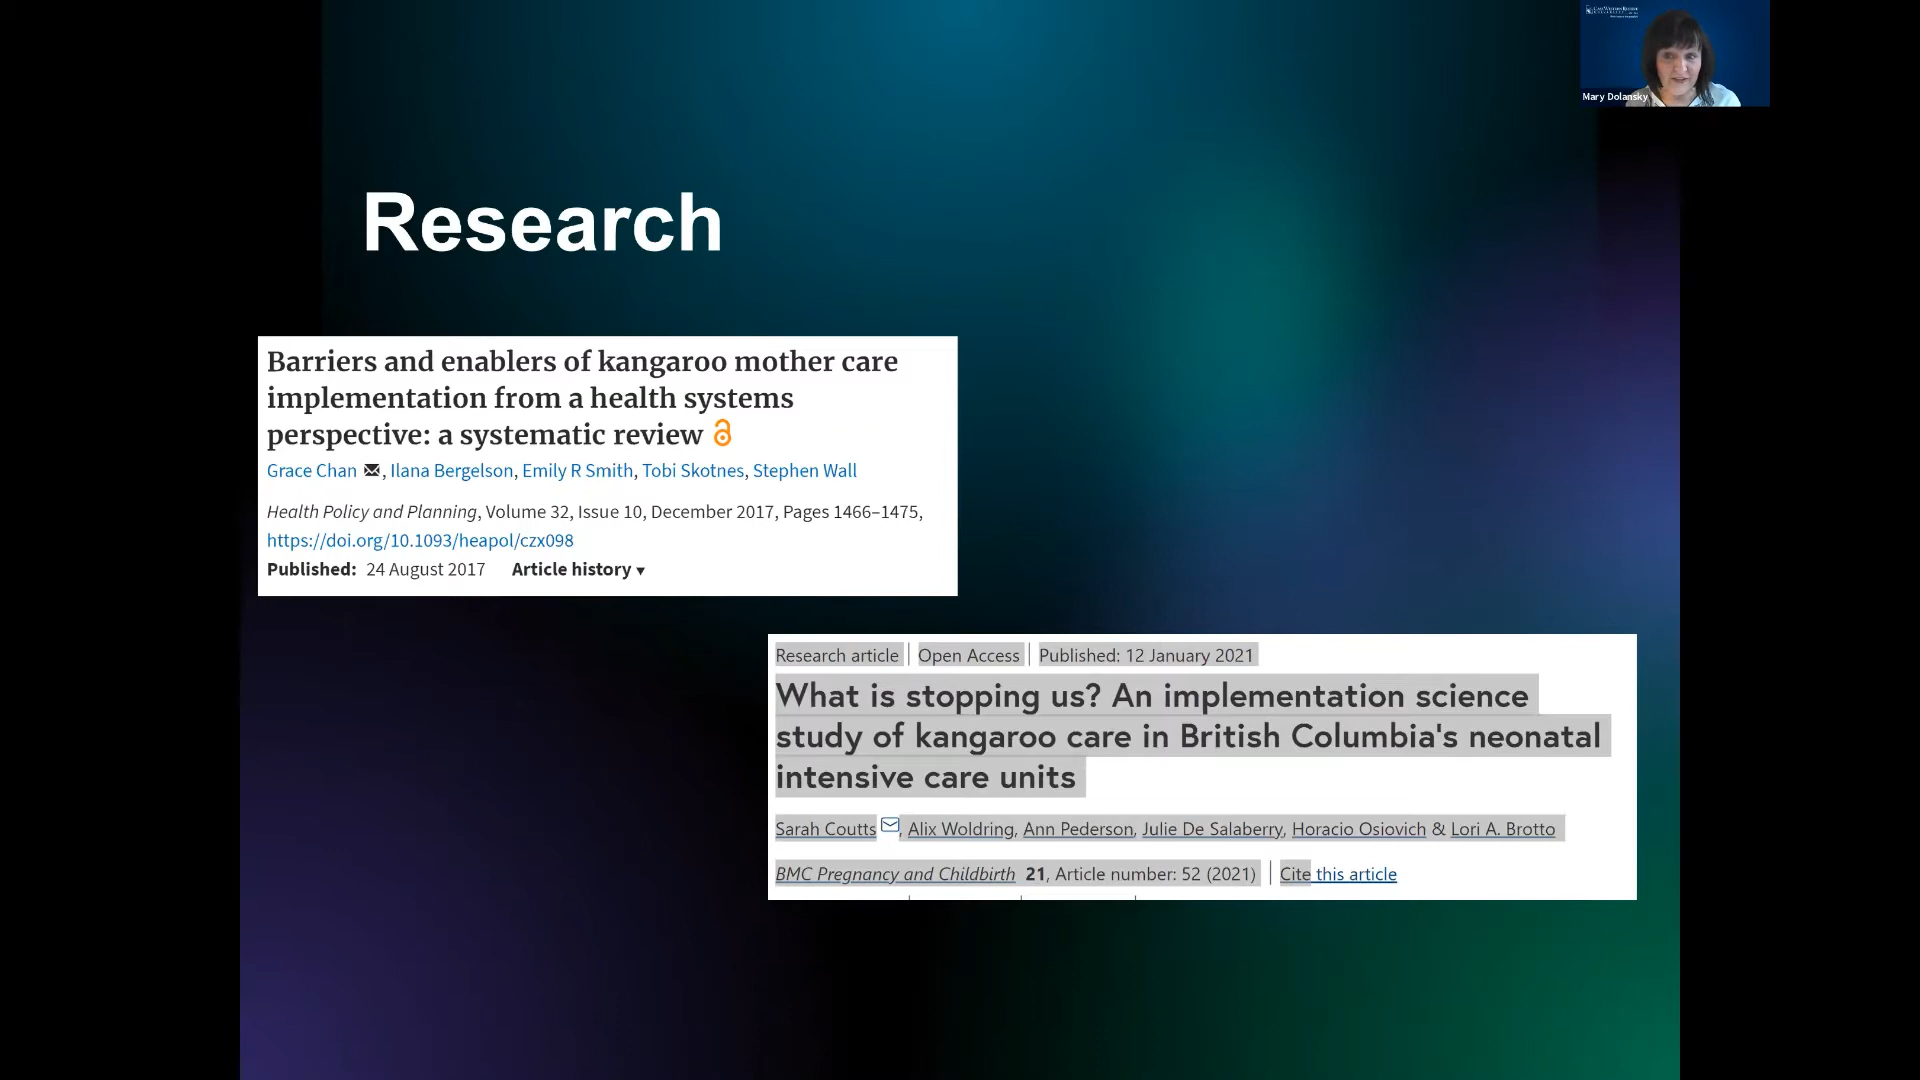 CASE WESTERN RESERVE
Mary Dolansky
Research
Barriers and enablers of kangaroo mother care
implementation from a health systems
perspective: a systematic review
Grace Chan , Ilana Bergelson, Emily R Smith, Tobi Skotnes, Stephen Wall
Health Policy and Planning, Volume 32, Issue 10, December 2017, Pages 1466–1475,
https://doi.org/10.1093/heapol/czx098
Published: 24 August 2017 Article history ▾
Research article | Open Access | Published: 12 January 2021
What is stopping us? An implementation science
study of kangaroo care in British Columbia's neonatal
intensive care units
Sarah Coutts , Alix Woldring, Ann Pederson, Julie De Salaberry, Horacio Osiovich & Lori A. Brotto
BMC Pregnancy and Childbirth 21, Article number: 52 (2021) | Cite this article